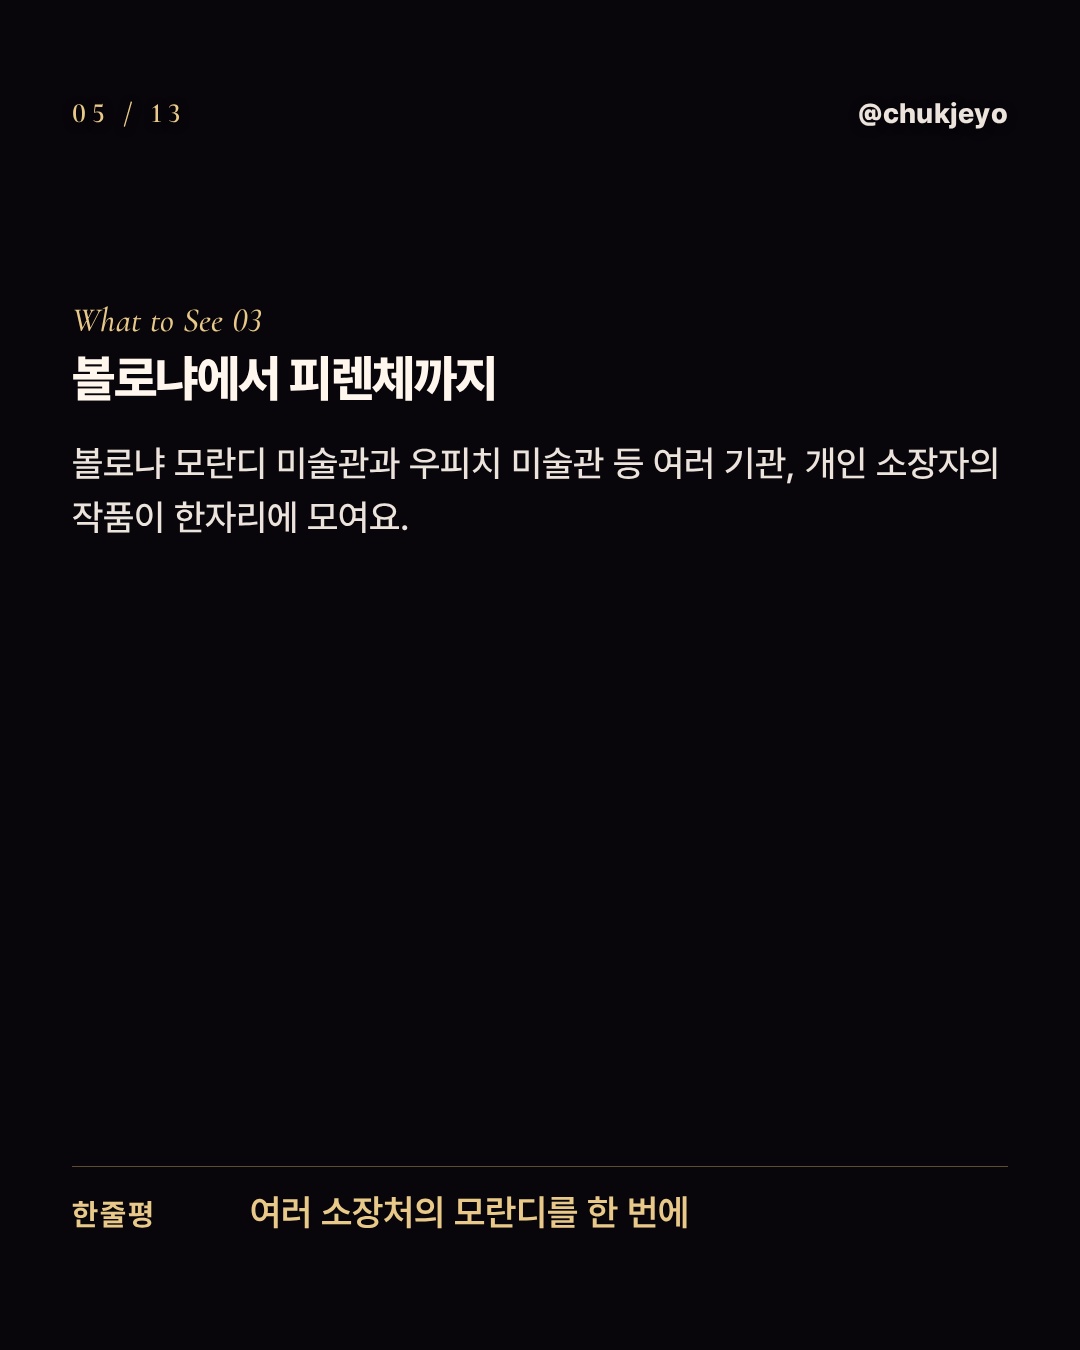 05 / 13
@chukjeyo
What to See 03
볼로냐에서 피렌체까지
볼로냐 모란디 미술관과 우피치 미술관 등 여러 기관, 개인 소장자의
작품이 한자리에 모여요.
한줄평
여러 소장처의 모란디를 한 번에